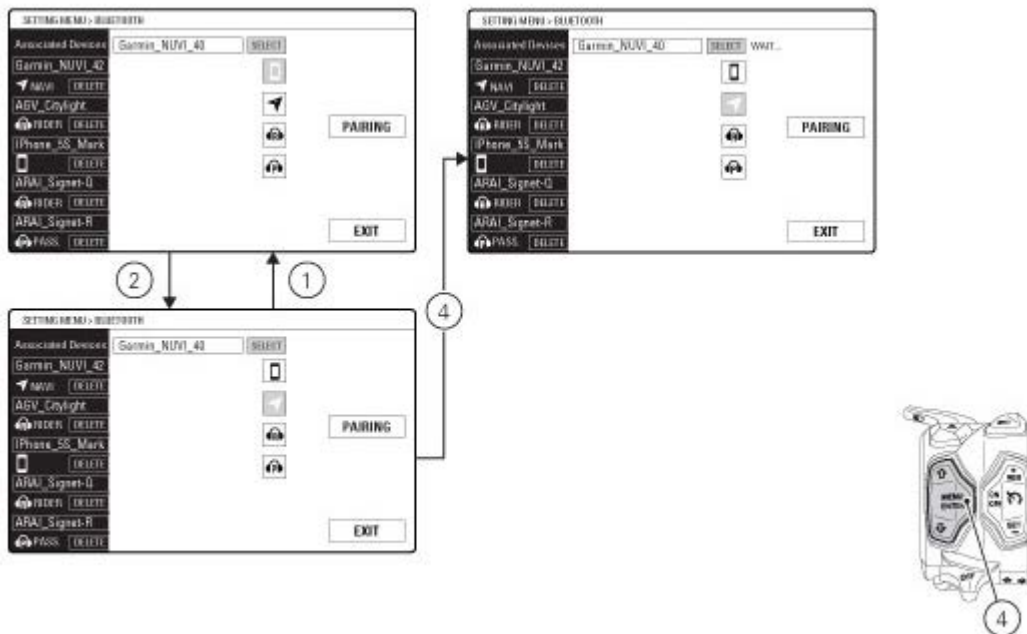 SETTING MENU > BLUETOOTH
Associated Devices
Garmin_NUVI_40 SELECT
Garmin_NUVI_42
NAVI DELETE
AGV_Citylight
RIDER DELETE
IPhone_5S_Mark
DELETE
ARAI_Signet-Q
RIDER DELETE
ARAI_Signet-R
PASS. DELETE
R
P
PAIRING
EXIT
SETTING MENU > BLUETOOTH
Associated Devices
Garmin_NUVI_40 SELECT WAIT...
Garmin_NUVI_42
NAVI DELETE
AGV_Citylight
RIDER DELETE
IPhone_5S_Mark
DELETE
ARAI_Signet-Q
RIDER DELETE
ARAI_Signet-R
PASS. DELETE
R
P
PAIRING
EXIT
2
1
4
SETTING MENU > BLUETOOTH
Associated Devices
Garmin_NUVI_40 SELECT
Garmin_NUVI_42
NAVI DELETE
AGV_Citylight
RIDER DELETE
IPhone_5S_Mark
DELETE
ARAI_Signet-Q
RIDER DELETE
ARAI_Signet-R
PASS. DELETE
R
P
PAIRING
EXIT
MENU
ENTER
RES
SET
OFF
4